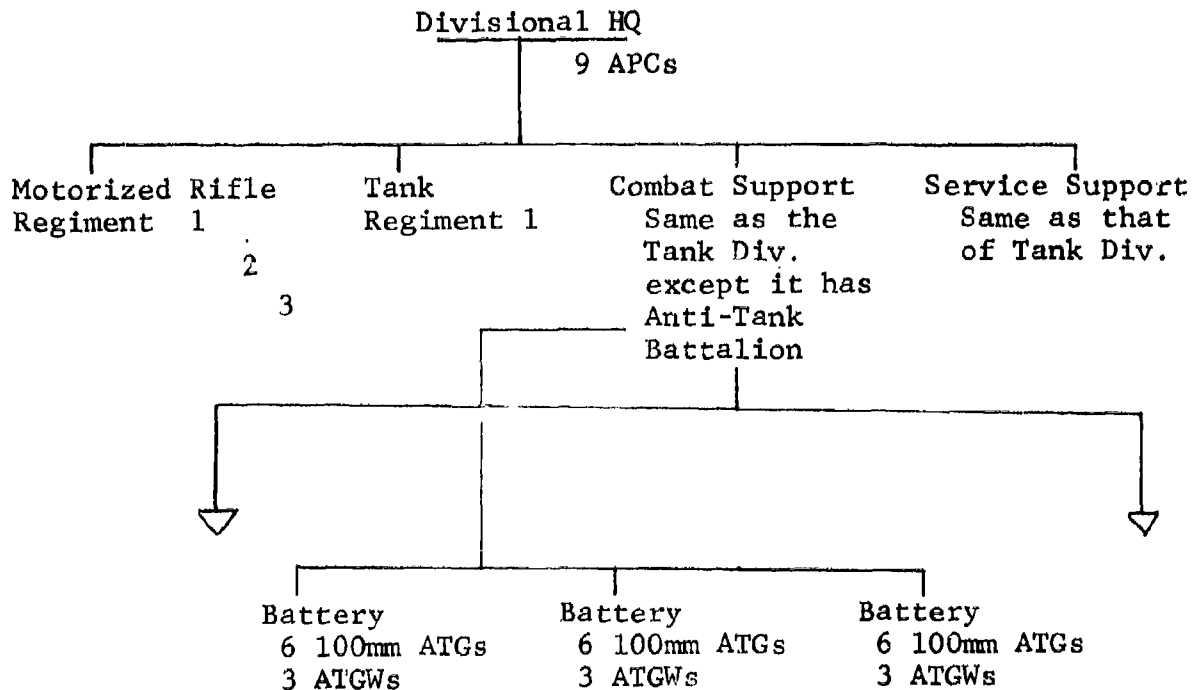 Divisional HQ
9 APCs
Motorized Rifle
Regiment 1
2
3
Tank
Regiment 1
Combat Support
Same as the
Tank Div.
except it has
Anti-Tank
Battalion
Service Support
Same as that
of Tank Div.
Battery
6 100mm ATGs
3 ATGWs
Battery
6 100mm ATGs
3 ATGWs
Battery
6 100mm ATGs
3 ATGWs